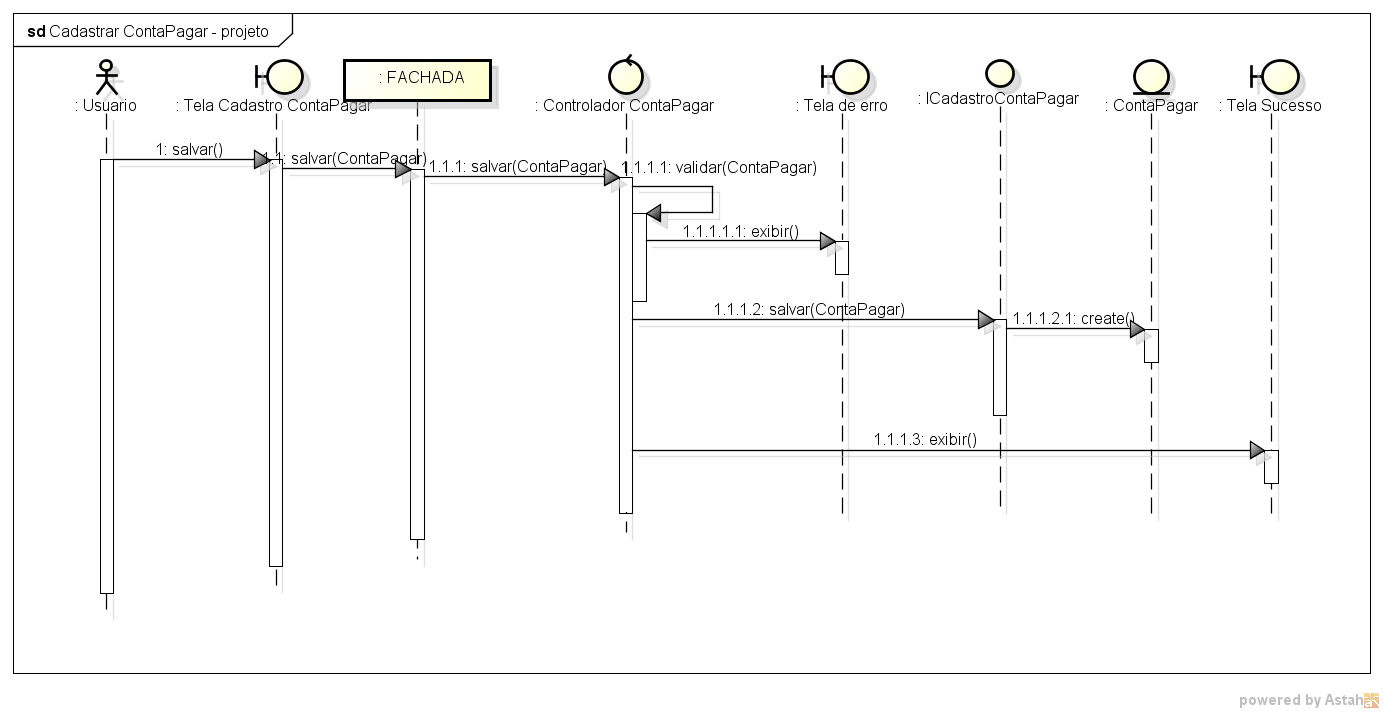 sd Cadastrar ContaPagar - projeto
: Usuario
: Tela Cadastro ContaPagar
: FACHADA
: Controlador ContaPagar
: Tela de erro
: ICadastroContaPagar
: ContaPagar
: Tela Sucesso
1: salvar()
1.1: salvar(ContaPagar)
1.1.1: salvar(ContaPagar)
1.1.1.1: validar(ContaPagar)
1.1.1.1.1: exibir()
1.1.1.2: salvar(ContaPagar)
1.1.1.2.1: create()
1.1.1.3: exibir()
powered by Astah